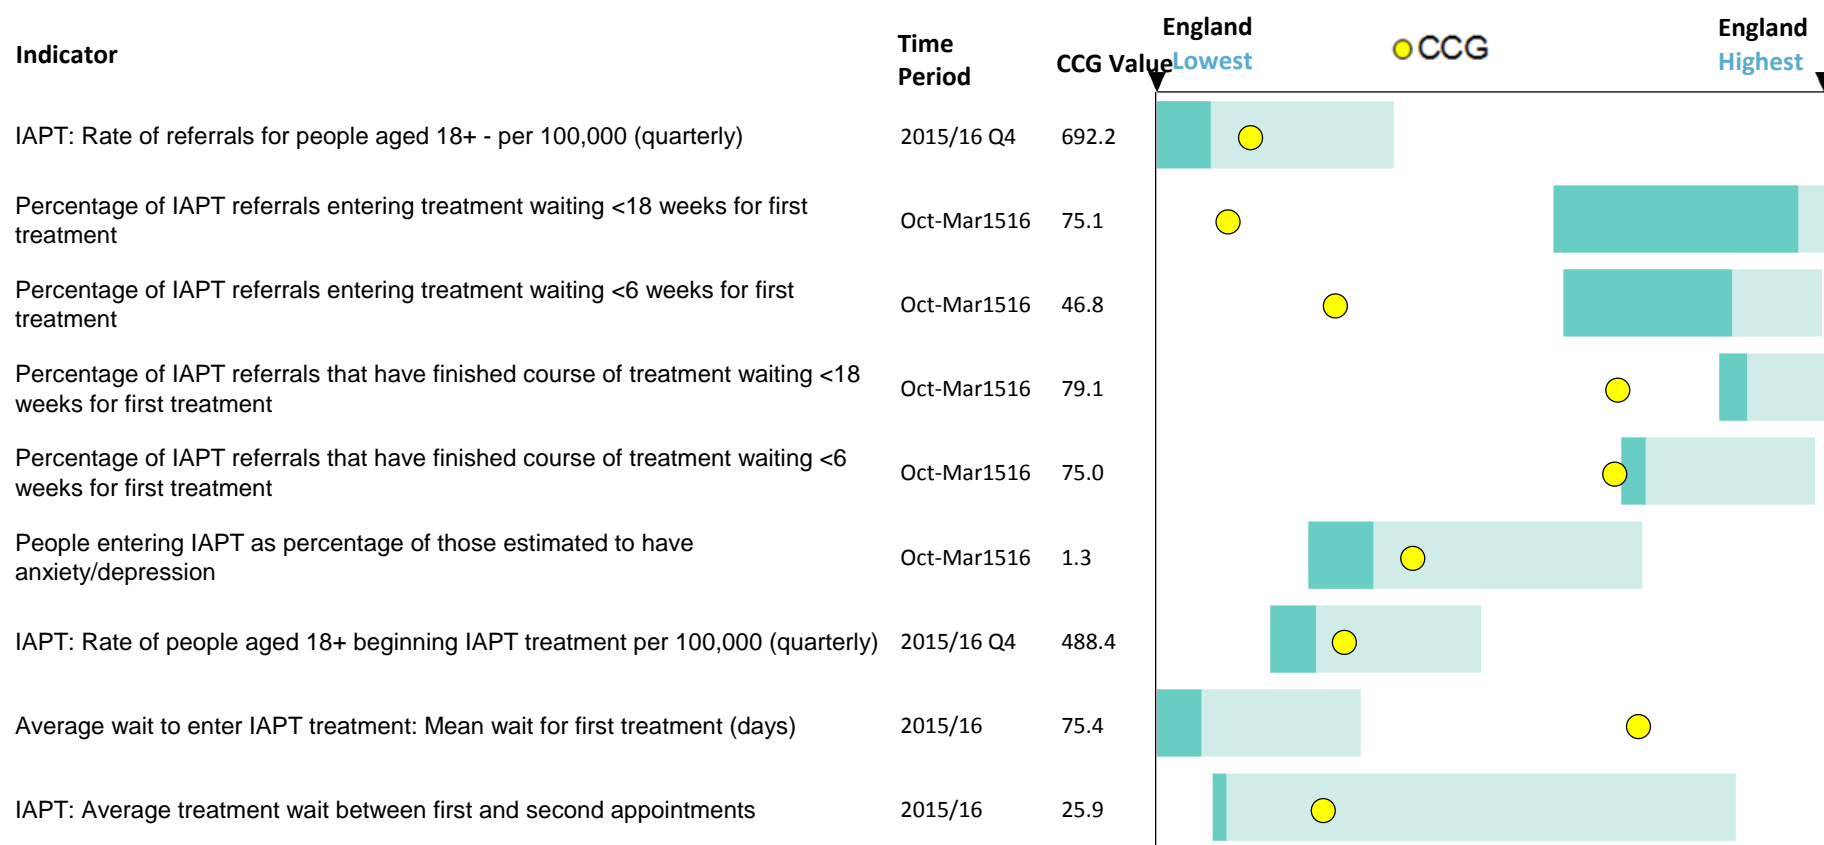 Indicator
Time
Period
CCG Value
England
Lowest
CCG
England
Highest
IAPT: Rate of referrals for people aged 18+ - per 100,000 (quarterly) 2015/16 Q4 692.2
Percentage of IAPT referrals entering treatment waiting <18 weeks for first
treatment
Oct-Mar1516 75.1
Percentage of IAPT referrals entering treatment waiting <6 weeks for first
treatment
Oct-Mar1516 46.8
Percentage of IAPT referrals that have finished course of treatment waiting <18
weeks for first treatment
Oct-Mar1516 79.1
Percentage of IAPT referrals that have finished course of treatment waiting <6
weeks for first treatment
Oct-Mar1516 75.0
People entering IAPT as percentage of those estimated to have
anxiety/depression
Oct-Mar1516 1.3
IAPT: Rate of people aged 18+ beginning IAPT treatment per 100,000 (quarterly) 2015/16 Q4 488.4
Average wait to enter IAPT treatment: Mean wait for first treatment (days) 2015/16 75.4
IAPT: Average treatment wait between first and second appointments 2015/16 25.9